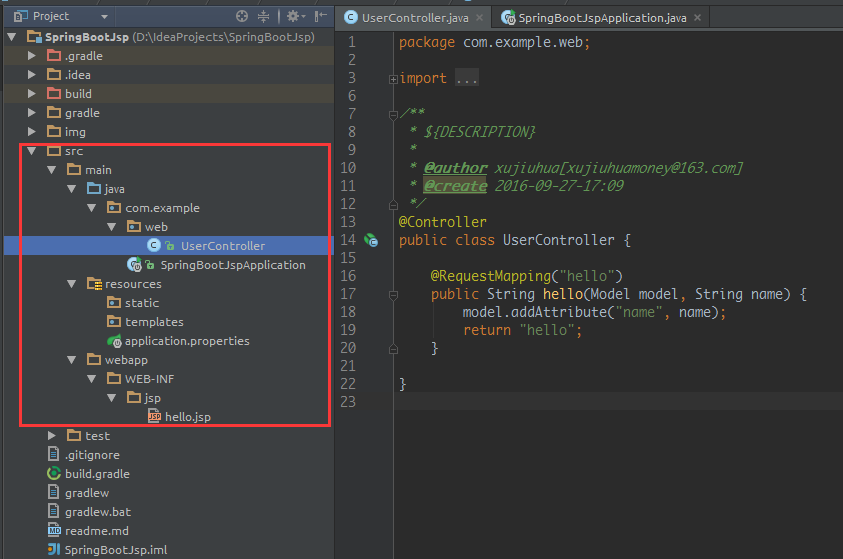 Project
SpringBootJsp (D:\IdeaProjects\SpringBootJsp)
.gradle
.idea
build
gradle
img
src
main
java
com.example
web
UserController
SpringBootJspApplication
resources
static
templates
application.properties
webapp
WEB-INF
jsp
hello.jsp
test
.gitignore
build.gradle
gradlew
gradlew.bat
readme.md
SpringBootJsp.iml
UserController.java × SpringBootJspApplication.java ×
1 package com.example.web;
2
3 import ...
6
7 /**
8 * ${DESCRIPTION}
9 *
10 * @author xujiuhua[xujiuhuamoney@163.com]
11 * @create 2016-09-27-17:09
12 */
13 @Controller
14 public class UserController {
15
16 @RequestMapping("hello")
17 public String hello(Model model, String name) {
18 model.addAttribute("name", name);
19 return "hello";
20 }
21
22 }
23